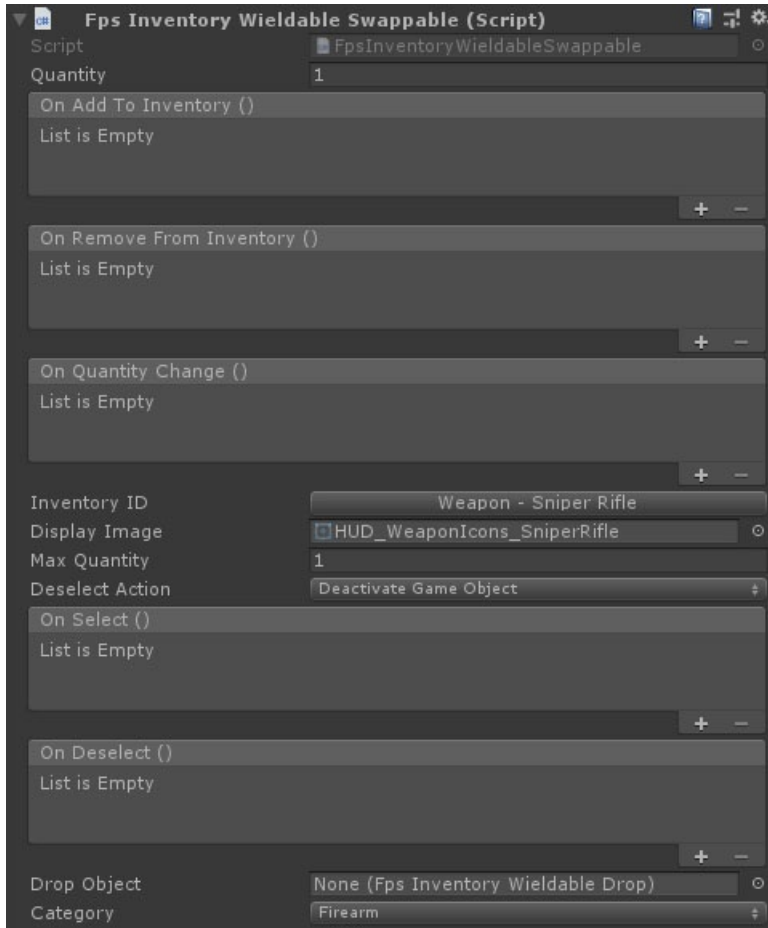 Fps Inventory Wieldable Swappable (Script)
Script FpsInventoryWieldableSwappable
Quantity 1
On Add To Inventory ()
List is Empty
+ −
On Remove From Inventory ()
List is Empty
+ −
On Quantity Change ()
List is Empty
+ −
Inventory ID Weapon - Sniper Rifle
Display Image HUD_WeaponIcons_SniperRifle
Max Quantity 1
Deselect Action Deactivate Game Object
On Select ()
List is Empty
+ −
On Deselect ()
List is Empty
+ −
Drop Object None (Fps Inventory Wieldable Drop)
Category Firearm